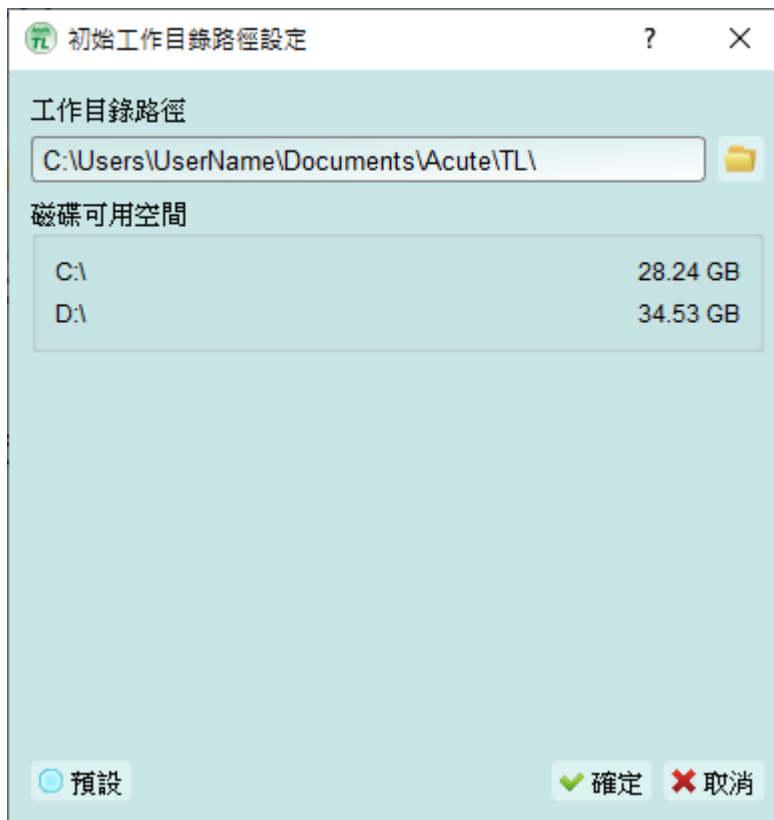 初始工作目錄路徑設定 ?
工作目錄路徑
C:\Users\UserName\Documents\Acute\TL\
磁碟可用空間
C:\ 28.24 GB
D:\ 34.53 GB
預設 確定 取消